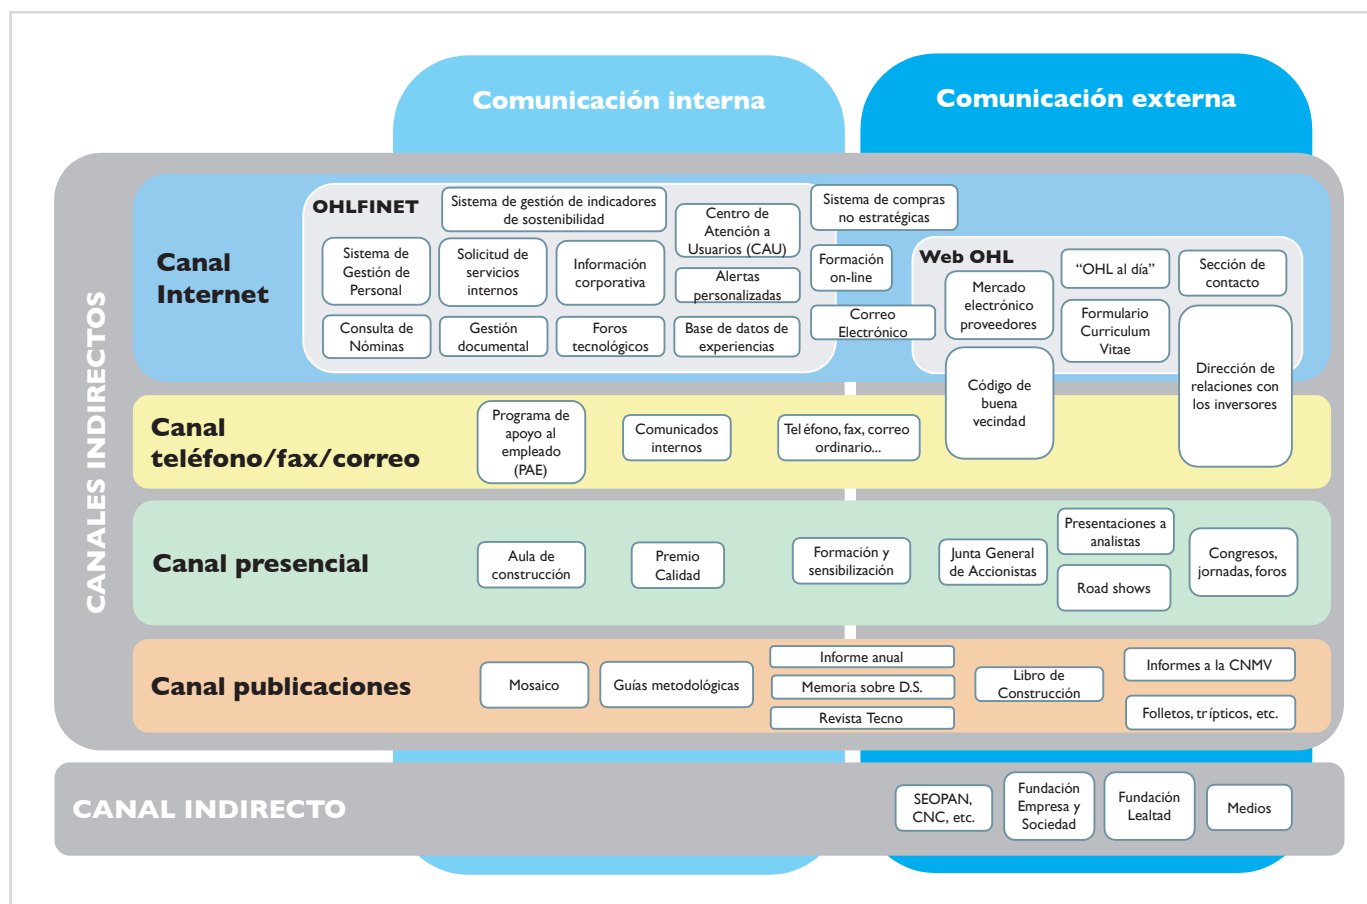 Comunicación interna
Comunicación externa
CANALES INDIRECTOS
Canal
Internet
OHLFINET
Sistema de gestión de indicadores
de sostenibilidad
Centro de
Atención a
Usuarios (CAU)
Sistema de
Gestión de
Personal
Solicitud de
servicios
internos
Información
corporativa
Alertas
personalizadas
Consulta de
Nóminas
Gestión
documental
Foros
tecnológicos
Base de datos de
experiencias
Sistema de compras
no estratégicas
Formación
on-line
Correo
Electrónico
Web OHL
Mercado
electrónico
proveedores
“OHL al día”
Sección de
contacto
Formulario
Curriculum
Vitae
Código de
buena
vecindad
Dirección de
relaciones con
los inversores
Canal
teléfono/fax/correo
Programa de
apoyo al
empleado
(PAE)
Comunicados
internos
Teléfono, fax, correo
ordinario...
Canal presencial
Aula de
construcción
Premio
Calidad
Formación y
sensibilización
Junta General
de Accionistas
Presentaciones a
analistas
Road shows
Congresos,
jornadas, foros
Canal publicaciones
Mosaico
Guías metodológicas
Informe anual
Memoria sobre D.S.
Revista Tecno
Libro de
Construcción
Informes a la CNMV
Folletos, trípticos, etc.
CANAL INDIRECTO
SEOPAN,
CNC, etc.
Fundación
Empresa y
Sociedad
Fundación
Lealtad
Medios